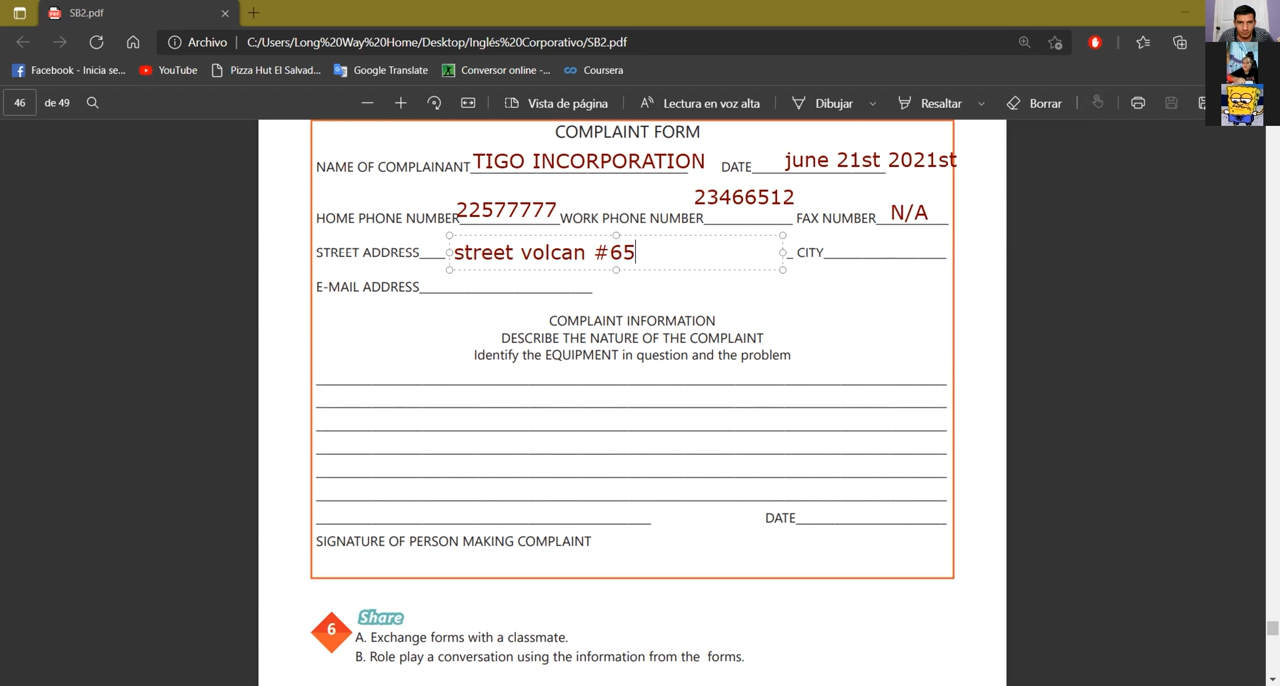 SB2.pdf
Archivo C:/Users/Long%20Way%20Home/Desktop/Inglés%20Corporativo/SB2.pdf
Facebook - Inicia se... YouTube Pizza Hut El Salvad... Google Translate Conversor online -... Coursera
46 de 49 Vista de página Lectura en voz alta Dibujar Resaltar Borrar
COMPLAINT FORM
NAME OF COMPLAINANT TIGO INCORPORATION DATE june 21st 2021st
HOME PHONE NUMBER 22577777 WORK PHONE NUMBER 23466512 FAX NUMBER N/A
STREET ADDRESS street volcan #65 CITY
E-MAIL ADDRESS
COMPLAINT INFORMATION
DESCRIBE THE NATURE OF THE COMPLAINT
Identify the EQUIPMENT in question and the problem
DATE
SIGNATURE OF PERSON MAKING COMPLAINT
6 Share
A. Exchange forms with a classmate.
B. Role play a conversation using the information from the forms.